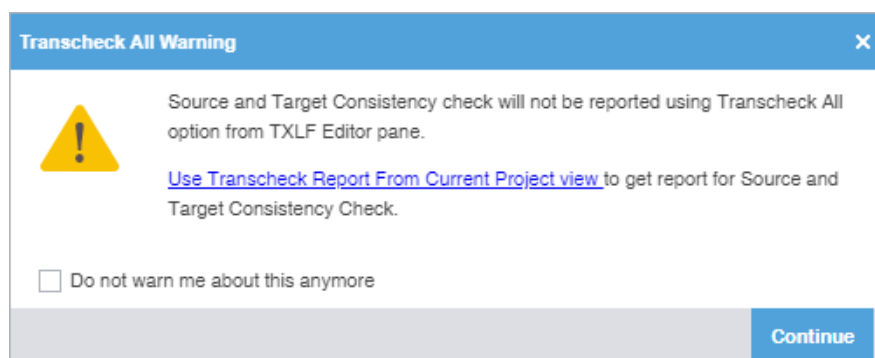 Transcheck All Warning
Source and Target Consistency check will not be reported using Transcheck All
option from TXLF Editor pane.
Use Transcheck Report From Current Project view to get report for Source and
Target Consistency Check.
Do not warn me about this anymore
Continue